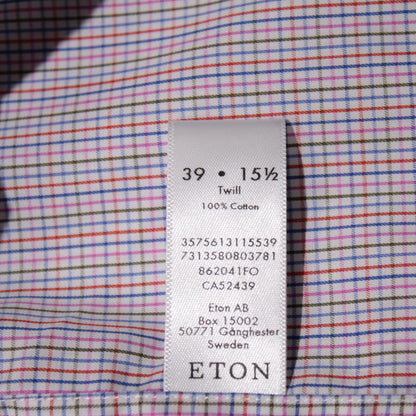 39 • 15½
Twill
100% Cotton
3575613115539
7313580803781
862041FO
CA52439
Eton AB
Box 15002
50771 Gånghester
Sweden
ETON